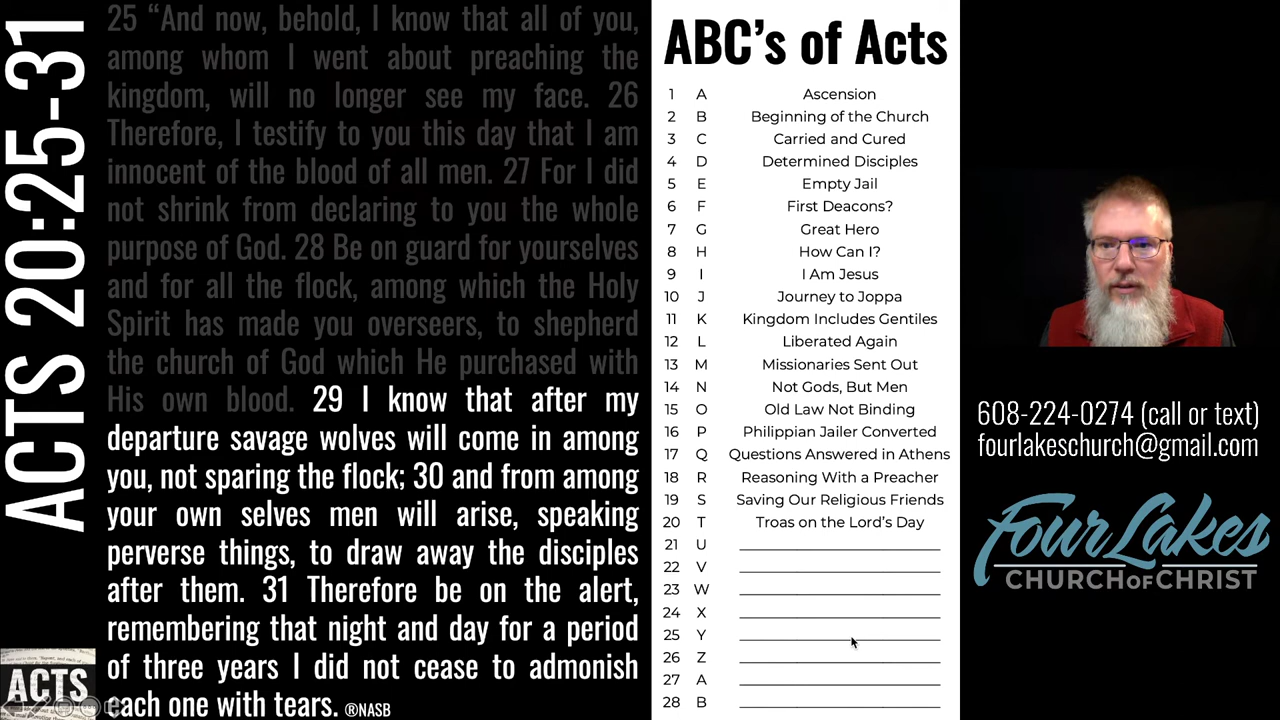 ACTS 20:25-31
25 “And now, behold, I know that all of you,
among whom I went about preaching the
kingdom, will no longer see my face. 26
Therefore, I testify to you this day that I am
innocent of the blood of all men. 27 For I did
not shrink from declaring to you the whole
purpose of God. 28 Be on guard for yourselves
and for all the flock, among which the Holy
Spirit has made you overseers, to shepherd
the church of God which He purchased with
His own blood. 29 I know that after my
departure savage wolves will come in among
you, not sparing the flock; 30 and from among
your own selves men will arise, speaking
perverse things, to draw away the disciples
after them. 31 Therefore be on the alert,
remembering that night and day for a period
of three years I did not cease to admonish
each one with tears. ®NASB
ACTS
ABC’s of Acts
1 A Ascension
2 B Beginning of the Church
3 C Carried and Cured
4 D Determined Disciples
5 E Empty Jail
6 F First Deacons?
7 G Great Hero
8 H How Can I?
9 I I Am Jesus
10 J Journey to Joppa
11 K Kingdom Includes Gentiles
12 L Liberated Again
13 M Missionaries Sent Out
14 N Not Gods, But Men
15 O Old Law Not Binding
16 P Philippian Jailer Converted
17 Q Questions Answered in Athens
18 R Reasoning With a Preacher
19 S Saving Our Religious Friends
20 T Troas on the Lord’s Day
21 U
22 V
23 W
24 X
25 Y
26 Z
27 A
28 B
608-224-0274 (call or text)
fourlakeschurch@gmail.com
Four Lakes
CHURCH OF CHRIST